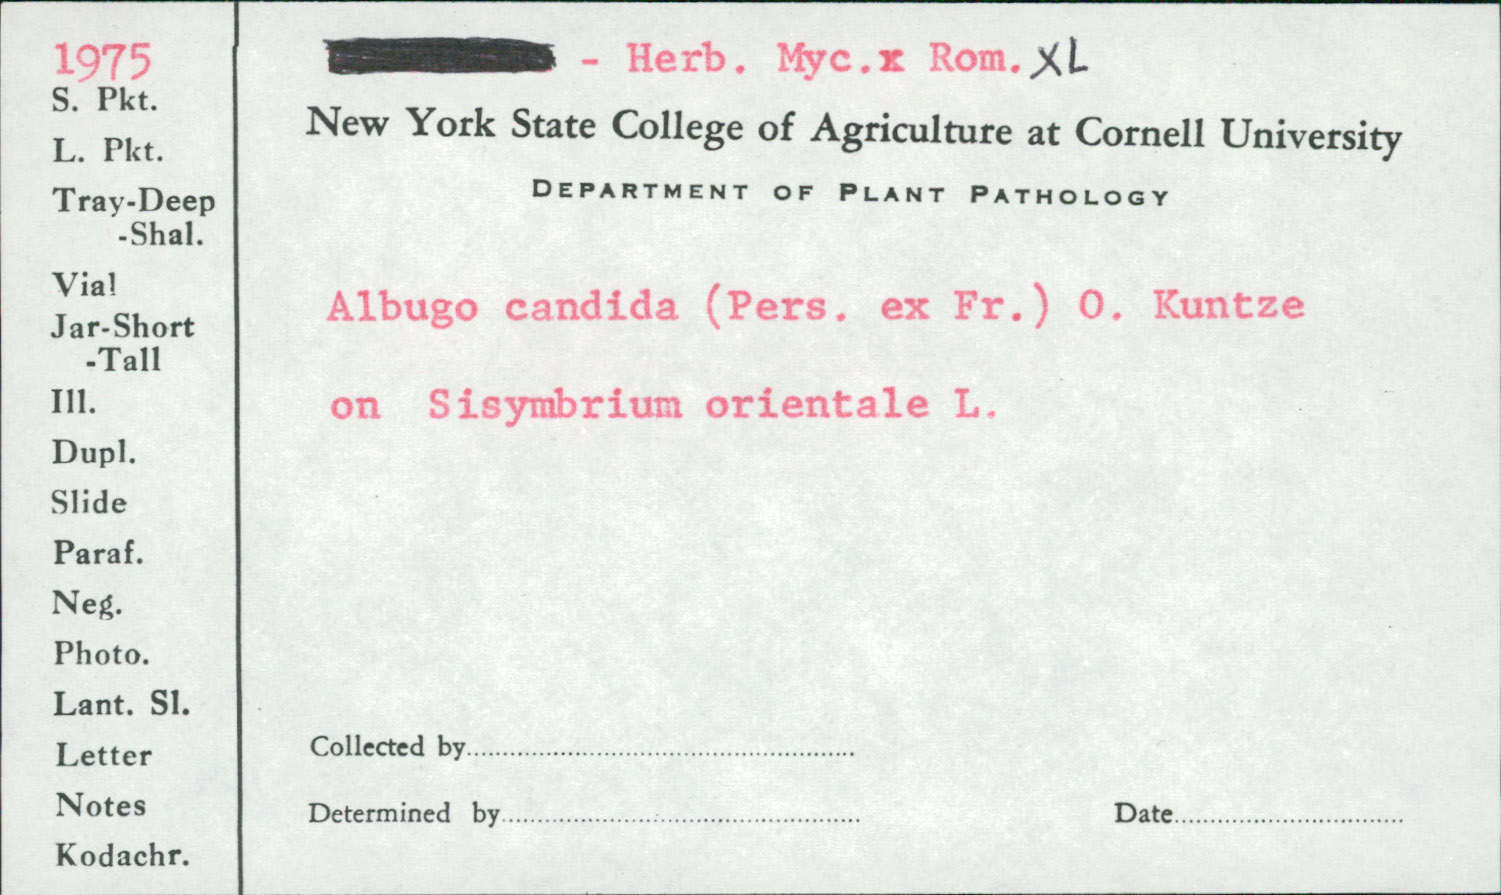 1975
S. Pkt.
L. Pkt.
Tray-Deep
-Shal.
Vial
Jar-Short
-Tall
Ill.
Dupl.
Slide
Paraf.
Neg.
Photo.
Lant. Sl.
Letter
Notes
Kodachr.
- Herb. Myc.x Rom. XL
New York State College of Agriculture at Cornell University
DEPARTMENT OF PLANT PATHOLOGY
Albugo candida (Pers. ex Fr.) O. Kuntze
on Sisymbrium orientale L.
Collected by
Determined by
Date